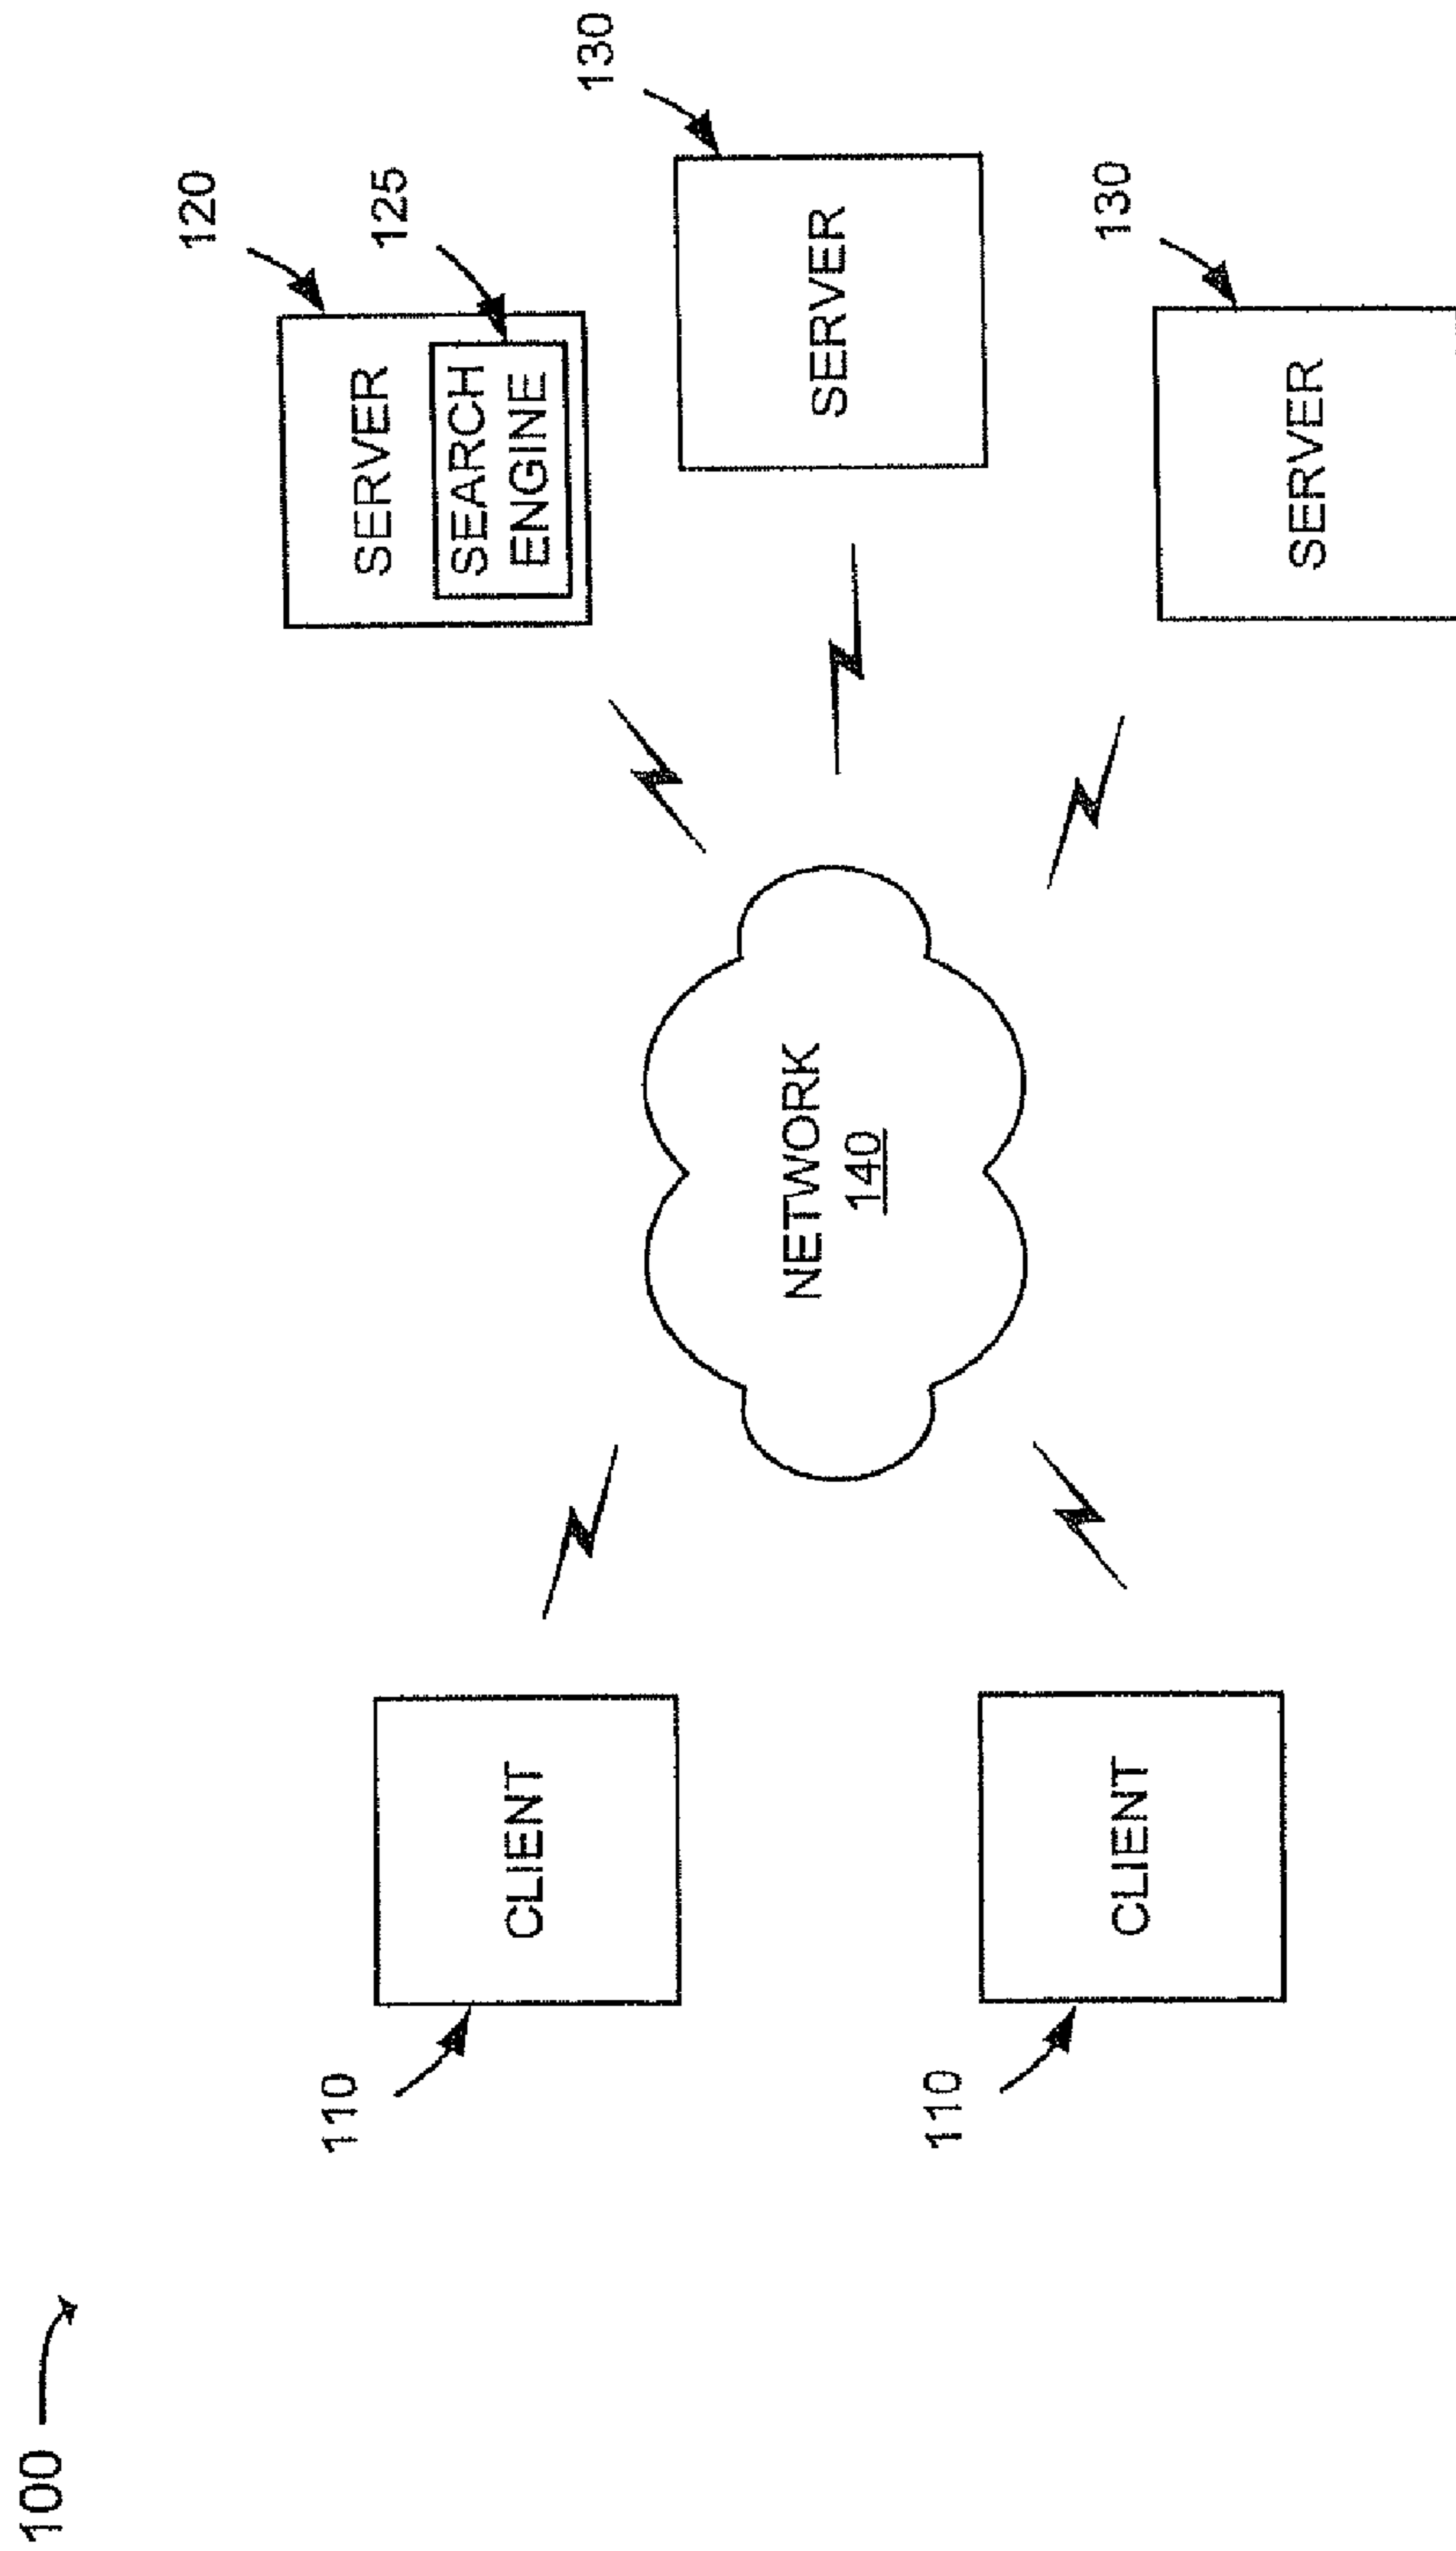 100
110
CLIENT
110
CLIENT
NETWORK
140
120
SERVER
125
SEARCH
ENGINE
130
SERVER
130
SERVER